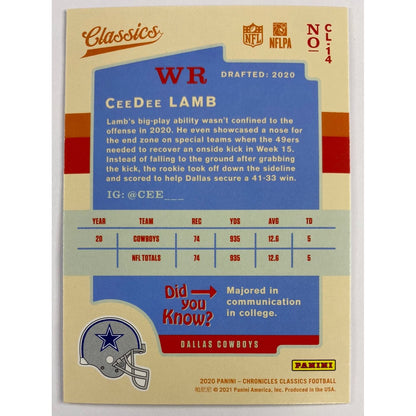 Classics
NFL
NFLPA
NO CL-14
WR DRAFTED: 2020
CEEDEE LAMB
Lamb's big-play ability wasn't confined to the
offense in 2020. He even showcased a nose for
the end zone on special teams when the 49ers
needed to recover an onside kick in Week 15.
Instead of falling to the ground after grabbing
the kick, the rookie took off down the sideline
and scored to help Dallas secure a 41-33 win.
IG: @CEE___
YEAR TEAM REC YDS AVG TD
20 COWBOYS 74 935 12.6 5
NFL TOTALS 74 935 12.6 5
Did you Know?
Majored in
communication
in college.
DALLAS COWBOYS
PANINI
2020 PANINI – CHRONICLES CLASSICS FOOTBALL
© 2021 Panini America, Inc. Produced in the USA.